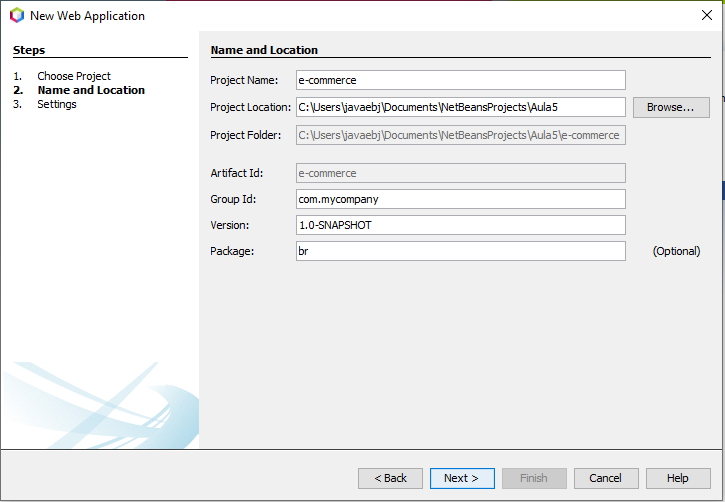 New Web Application
Steps
1. Choose Project
2. Name and Location
3. Settings
Name and Location
Project Name: e-commerce
Project Location: C:\Users\javaebj\Documents\NetBeansProjects\Aula5 Browse...
Project Folder: C:\Users\javaebj\Documents\NetBeansProjects\Aula5\e-commerce
Artifact Id: e-commerce
Group Id: com.mycompany
Version: 1.0-SNAPSHOT
Package: br (Optional)
< Back Next > Finish Cancel Help